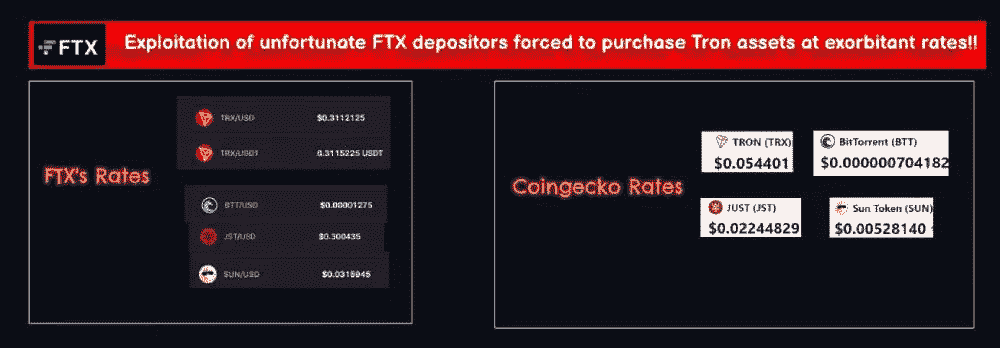 FTX Exploitation of unfortunate FTX depositors forced to purchase Tron assets at exorbitant rates!!
FTX's Rates
TRX/USD $0.3112125
TRX/USDT 0.3115225 USDT
BTT/USD $0.00001275
JST/USD $0.300435
SUN/USD $0.0315945
Coingecko Rates
TRON (TRX)
$0.054401
BitTorrent (BTT)
$0.000000704182
JUST (JST)
$0.02244829
Sun Token (SUN)
$0.00528140